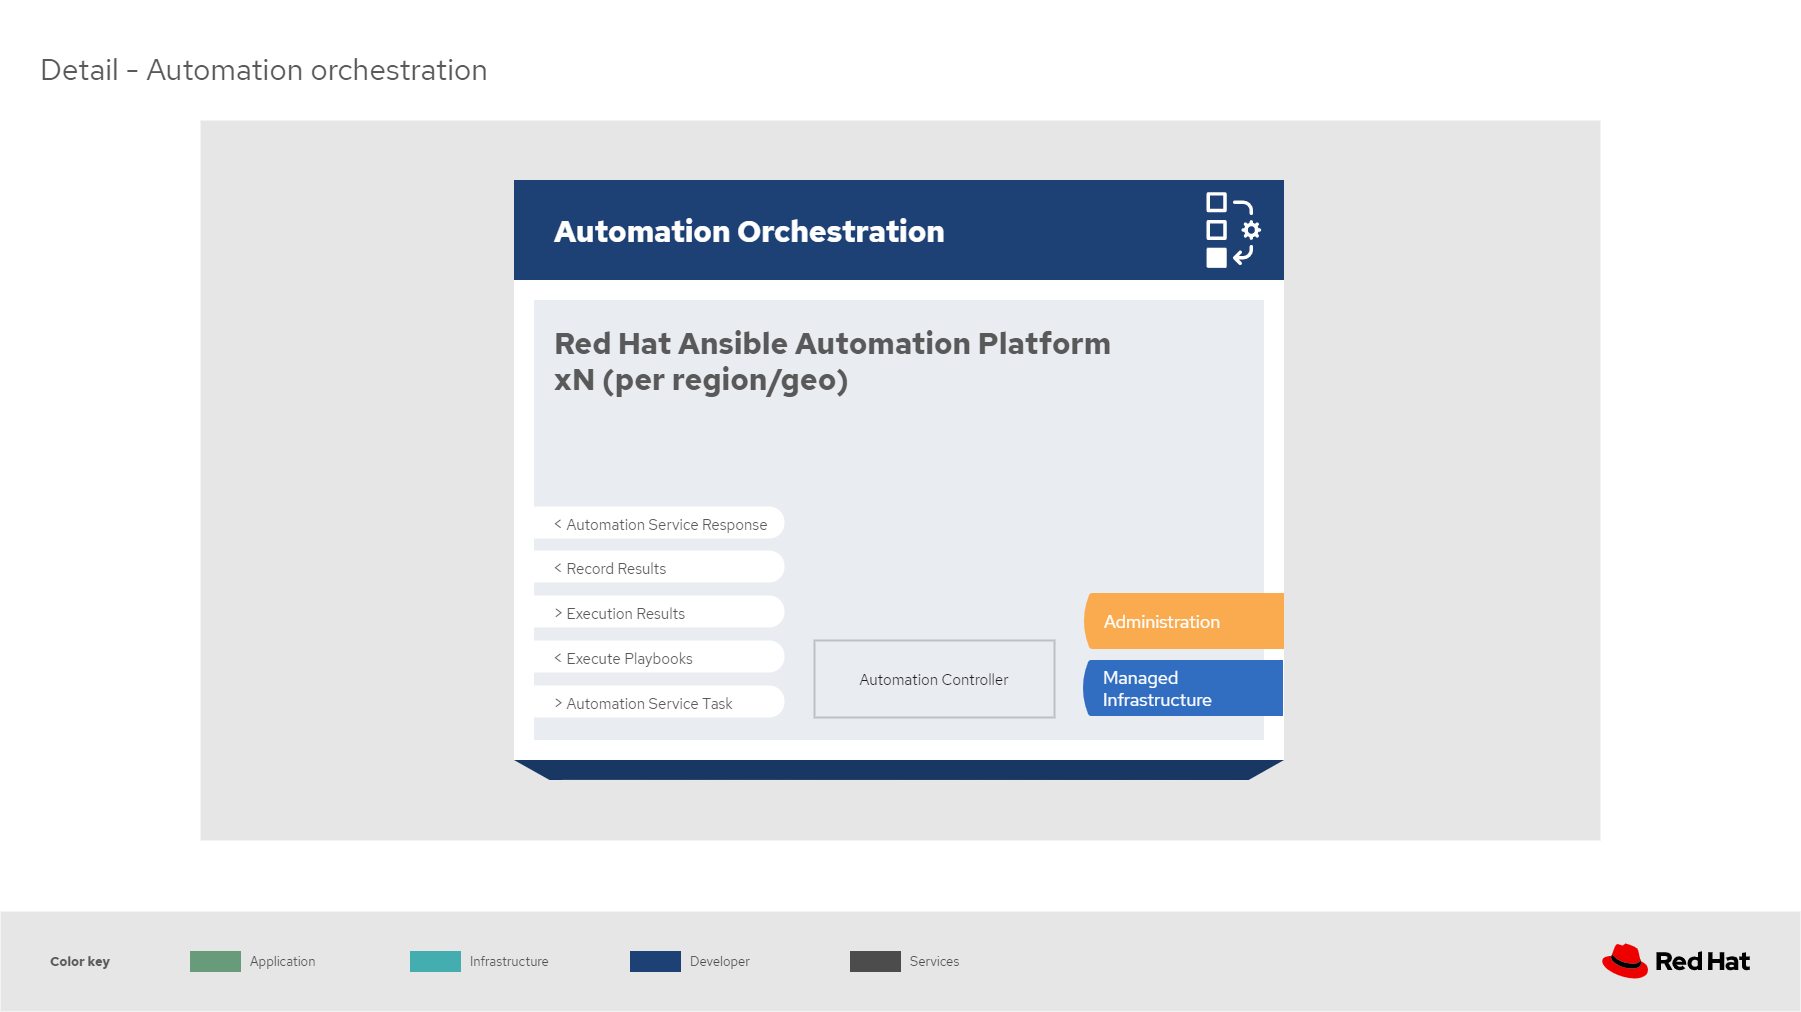 Detail - Automation orchestration
Automation Orchestration
Red Hat Ansible Automation Platform
xN (per region/geo)
< Automation Service Response
< Record Results
> Execution Results
< Execute Playbooks
> Automation Service Task
Automation Controller
Administration
Managed
Infrastructure
Color key
Application
Infrastructure
Developer
Services
Red Hat